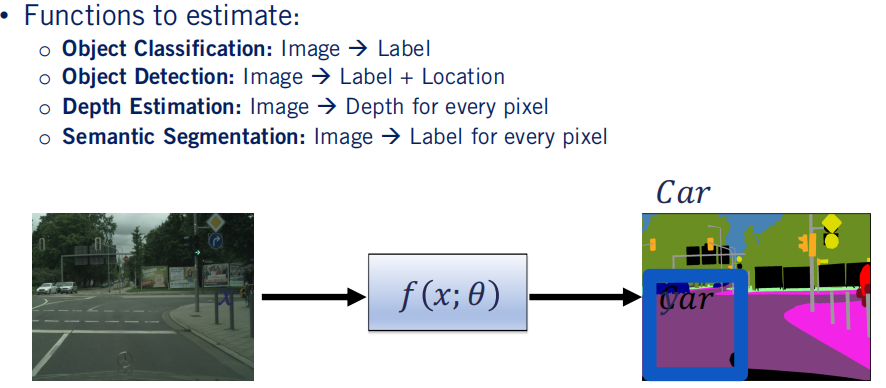 • Functions to estimate:
o Object Classification: Image → Label
o Object Detection: Image → Label + Location
o Depth Estimation: Image → Depth for every pixel
o Semantic Segmentation: Image → Label for every pixel
Car
x
f(x; θ)
y
Car